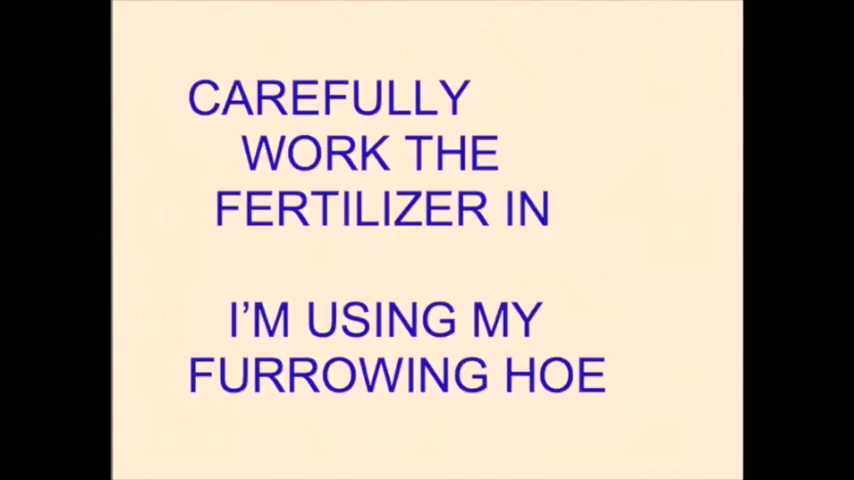 CAREFULLY
WORK THE
FERTILIZER IN
I’M USING MY
FURROWING HOE